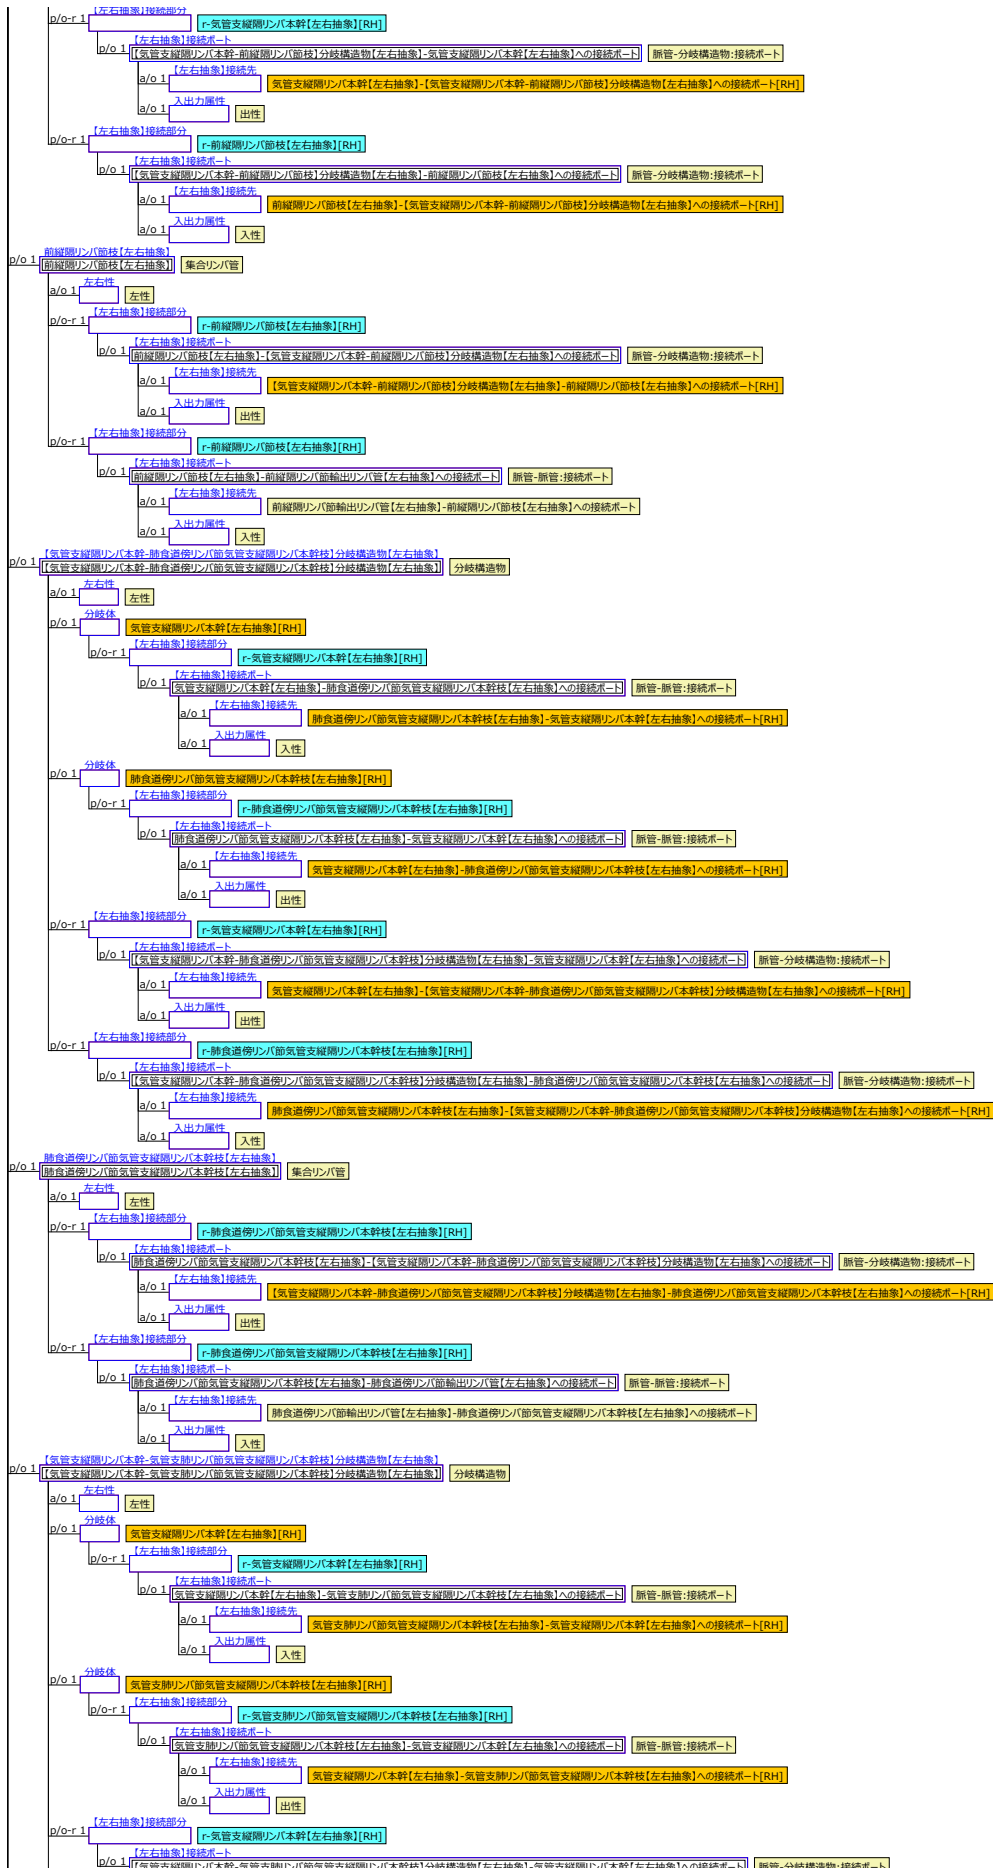 【左右抽象】接続部分
p/o-r 1 r-気管支縦隔リンパ本幹【左右抽象】[RH]
【左右抽象】接続ポート
p/o 1 【気管支縦隔リンパ本幹-前縦隔リンパ節枝】分岐構造物【左右抽象】-気管支縦隔リンパ本幹【左右抽象】への接続ポート 脈管-分岐構造物:接続ポート
【左右抽象】接続先
a/o 1 気管支縦隔リンパ本幹【左右抽象】-【気管支縦隔リンパ本幹-前縦隔リンパ節枝】分岐構造物【左右抽象】への接続ポート[RH]
入出力属性
a/o 1 出性
【左右抽象】接続部分
p/o-r 1 r-前縦隔リンパ節枝【左右抽象】[RH]
【左右抽象】接続ポート
p/o 1 【気管支縦隔リンパ本幹-前縦隔リンパ節枝】分岐構造物【左右抽象】-前縦隔リンパ節枝【左右抽象】への接続ポート 脈管-分岐構造物:接続ポート
【左右抽象】接続先
a/o 1 前縦隔リンパ節枝【左右抽象】-【気管支縦隔リンパ本幹-前縦隔リンパ節枝】分岐構造物【左右抽象】への接続ポート[RH]
入出力属性
a/o 1 入性
前縦隔リンパ節枝【左右抽象】
p/o 1 前縦隔リンパ節枝【左右抽象】 集合リンパ管
左右性
a/o 1 左性
【左右抽象】接続部分
p/o-r 1 r-前縦隔リンパ節枝【左右抽象】[RH]
【左右抽象】接続ポート
p/o 1 前縦隔リンパ節枝【左右抽象】-【気管支縦隔リンパ本幹-前縦隔リンパ節枝】分岐構造物【左右抽象】への接続ポート 脈管-分岐構造物:接続ポート
【左右抽象】接続先
a/o 1 【気管支縦隔リンパ本幹-前縦隔リンパ節枝】分岐構造物【左右抽象】-前縦隔リンパ節枝【左右抽象】への接続ポート[RH]
入出力属性
a/o 1 出性
【左右抽象】接続部分
p/o-r 1 r-前縦隔リンパ節枝【左右抽象】[RH]
【左右抽象】接続ポート
p/o 1 前縦隔リンパ節枝【左右抽象】-前縦隔リンパ節輸出リンパ管【左右抽象】への接続ポート 脈管-脈管:接続ポート
【左右抽象】接続先
a/o 1 前縦隔リンパ節輸出リンパ管【左右抽象】-前縦隔リンパ節枝【左右抽象】への接続ポート
入出力属性
a/o 1 入性
【気管支縦隔リンパ本幹-肺食道傍リンパ節気管支縦隔リンパ本幹枝】分岐構造物【左右抽象】
p/o 1 【気管支縦隔リンパ本幹-肺食道傍リンパ節気管支縦隔リンパ本幹枝】分岐構造物【左右抽象】 分岐構造物
左右性
a/o 1 左性
分岐体
p/o 1 気管支縦隔リンパ本幹【左右抽象】[RH]
【左右抽象】接続部分
p/o-r 1 r-気管支縦隔リンパ本幹【左右抽象】[RH]
【左右抽象】接続ポート
p/o 1 気管支縦隔リンパ本幹【左右抽象】-肺食道傍リンパ節気管支縦隔リンパ本幹枝【左右抽象】への接続ポート 脈管-脈管:接続ポート
【左右抽象】接続先
a/o 1 肺食道傍リンパ節気管支縦隔リンパ本幹枝【左右抽象】-気管支縦隔リンパ本幹【左右抽象】への接続ポート[RH]
入出力属性
a/o 1 入性
分岐体
p/o 1 肺食道傍リンパ節気管支縦隔リンパ本幹枝【左右抽象】[RH]
【左右抽象】接続部分
p/o-r 1 r-肺食道傍リンパ節気管支縦隔リンパ本幹枝【左右抽象】[RH]
【左右抽象】接続ポート
p/o 1 肺食道傍リンパ節気管支縦隔リンパ本幹枝【左右抽象】-気管支縦隔リンパ本幹【左右抽象】への接続ポート 脈管-脈管:接続ポート
【左右抽象】接続先
a/o 1 気管支縦隔リンパ本幹【左右抽象】-肺食道傍リンパ節気管支縦隔リンパ本幹枝【左右抽象】への接続ポート[RH]
入出力属性
a/o 1 出性
【左右抽象】接続部分
p/o-r 1 r-気管支縦隔リンパ本幹【左右抽象】[RH]
【左右抽象】接続ポート
p/o 1 【気管支縦隔リンパ本幹-肺食道傍リンパ節気管支縦隔リンパ本幹枝】分岐構造物【左右抽象】-気管支縦隔リンパ本幹【左右抽象】への接続ポート 脈管-分岐構造物:接続ポート
【左右抽象】接続先
a/o 1 気管支縦隔リンパ本幹【左右抽象】-【気管支縦隔リンパ本幹-肺食道傍リンパ節気管支縦隔リンパ本幹枝】分岐構造物【左右抽象】への接続ポート[RH]
入出力属性
a/o 1 出性
【左右抽象】接続部分
p/o-r 1 r-肺食道傍リンパ節気管支縦隔リンパ本幹枝【左右抽象】[RH]
【左右抽象】接続ポート
p/o 1 【気管支縦隔リンパ本幹-肺食道傍リンパ節気管支縦隔リンパ本幹枝】分岐構造物【左右抽象】-肺食道傍リンパ節気管支縦隔リンパ本幹枝【左右抽象】への接続ポート 脈管-分岐構造物:接続ポート
【左右抽象】接続先
a/o 1 肺食道傍リンパ節気管支縦隔リンパ本幹枝【左右抽象】-【気管支縦隔リンパ本幹-肺食道傍リンパ節気管支縦隔リンパ本幹枝】分岐構造物【左右抽象】への接続ポート[RH]
入出力属性
a/o 1 入性
肺食道傍リンパ節気管支縦隔リンパ本幹枝【左右抽象】
p/o 1 肺食道傍リンパ節気管支縦隔リンパ本幹枝【左右抽象】 集合リンパ管
左右性
a/o 1 左性
【左右抽象】接続部分
p/o-r 1 r-肺食道傍リンパ節気管支縦隔リンパ本幹枝【左右抽象】[RH]
【左右抽象】接続ポート
p/o 1 肺食道傍リンパ節気管支縦隔リンパ本幹枝【左右抽象】-【気管支縦隔リンパ本幹-肺食道傍リンパ節気管支縦隔リンパ本幹枝】分岐構造物【左右抽象】への接続ポート 脈管-分岐構造物:接続ポート
【左右抽象】接続先
a/o 1 【気管支縦隔リンパ本幹-肺食道傍リンパ節気管支縦隔リンパ本幹枝】分岐構造物【左右抽象】-肺食道傍リンパ節気管支縦隔リンパ本幹枝【左右抽象】への接続ポート[RH]
入出力属性
a/o 1 出性
【左右抽象】接続部分
p/o-r 1 r-肺食道傍リンパ節気管支縦隔リンパ本幹枝【左右抽象】[RH]
【左右抽象】接続ポート
p/o 1 肺食道傍リンパ節気管支縦隔リンパ本幹枝【左右抽象】-肺食道傍リンパ節輸出リンパ管【左右抽象】への接続ポート 脈管-脈管:接続ポート
【左右抽象】接続先
a/o 1 肺食道傍リンパ節輸出リンパ管【左右抽象】-肺食道傍リンパ節気管支縦隔リンパ本幹枝【左右抽象】への接続ポート
入出力属性
a/o 1 入性
【気管支縦隔リンパ本幹-気管支肺リンパ節気管支縦隔リンパ本幹枝】分岐構造物【左右抽象】
p/o 1 【気管支縦隔リンパ本幹-気管支肺リンパ節気管支縦隔リンパ本幹枝】分岐構造物【左右抽象】 分岐構造物
左右性
a/o 1 左性
分岐体
p/o 1 気管支縦隔リンパ本幹【左右抽象】[RH]
【左右抽象】接続部分
p/o-r 1 r-気管支縦隔リンパ本幹【左右抽象】[RH]
【左右抽象】接続ポート
p/o 1 気管支縦隔リンパ本幹【左右抽象】-気管支肺リンパ節気管支縦隔リンパ本幹枝【左右抽象】への接続ポート 脈管-脈管:接続ポート
【左右抽象】接続先
a/o 1 気管支肺リンパ節気管支縦隔リンパ本幹枝【左右抽象】-気管支縦隔リンパ本幹【左右抽象】への接続ポート[RH]
入出力属性
a/o 1 入性
分岐体
p/o 1 気管支肺リンパ節気管支縦隔リンパ本幹枝【左右抽象】[RH]
【左右抽象】接続部分
p/o-r 1 r-気管支肺リンパ節気管支縦隔リンパ本幹枝【左右抽象】[RH]
【左右抽象】接続ポート
p/o 1 気管支肺リンパ節気管支縦隔リンパ本幹枝【左右抽象】-気管支縦隔リンパ本幹【左右抽象】への接続ポート 脈管-脈管:接続ポート
【左右抽象】接続先
a/o 1 気管支縦隔リンパ本幹【左右抽象】-気管支肺リンパ節気管支縦隔リンパ本幹枝【左右抽象】への接続ポート[RH]
入出力属性
a/o 1 出性
【左右抽象】接続部分
p/o-r 1 r-気管支縦隔リンパ本幹【左右抽象】[RH]
【左右抽象】接続ポート
p/o 1 【気管支縦隔リンパ本幹-気管支肺リンパ節気管支縦隔リンパ本幹枝】分岐構造物【左右抽象】-気管支縦隔リンパ本幹【左右抽象】への接続ポート 脈管-分岐構造物:接続ポート